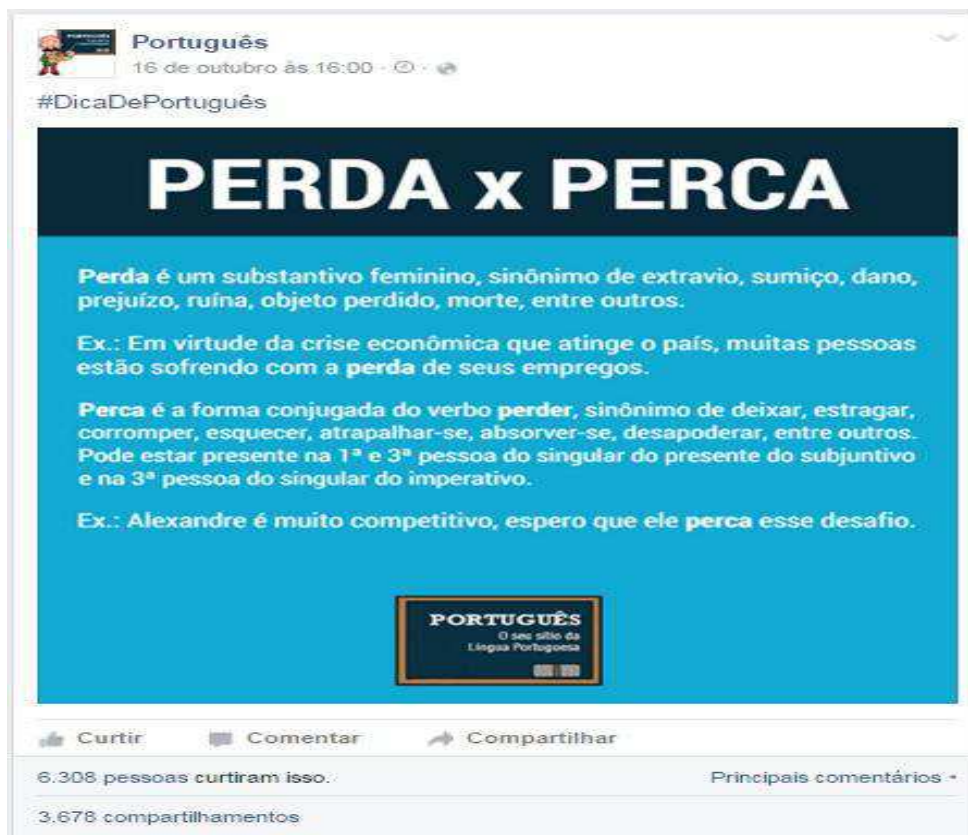 Português
16 de outubro às 16:00
#DicaDePortuguês
PERDA x PERCA
Perda é um substantivo feminino, sinônimo de extravio, sumiço, dano,
prejuízo, ruína, objeto perdido, morte, entre outros.
Ex.: Em virtude da crise econômica que atinge o país, muitas pessoas
estão sofrendo com a perda de seus empregos.
Perca é a forma conjugada do verbo perder, sinônimo de deixar, estragar,
corromper, esquecer, atrapalhar-se, absorver-se, desapoderar, entre outros.
Pode estar presente na 1ª e 3ª pessoa do singular do presente do subjuntivo
e na 3ª pessoa do singular do imperativo.
Ex.: Alexandre é muito competitivo, espero que ele perca esse desafio.
PORTUGUÊS
O seu sítio da
Língua Portuguesa
Curtir Comentar Compartilhar
6.308 pessoas curtiram isso. Principais comentários
3.678 compartilhamentos